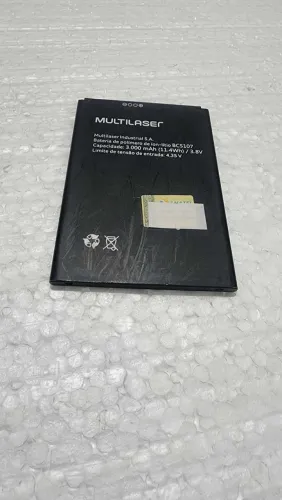 MULTILASER
Multilaser Industrial S.A.
Bateria de polímero de íon-lítio BCS107
Capacidade: 3.000 mAh (11.4Wh) / 3.8V
Limite de tensão de entrada: 4,35 V